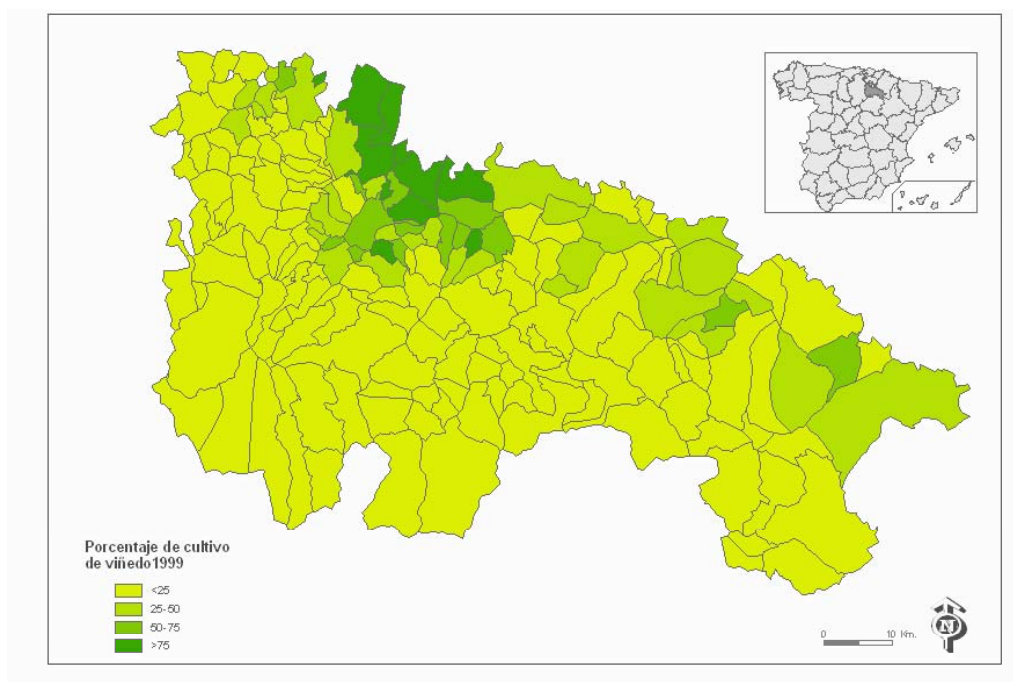 Porcentaje de cultivo
de viñedo1999
<25
25-50
50-75
>75
0 10 Km.
N